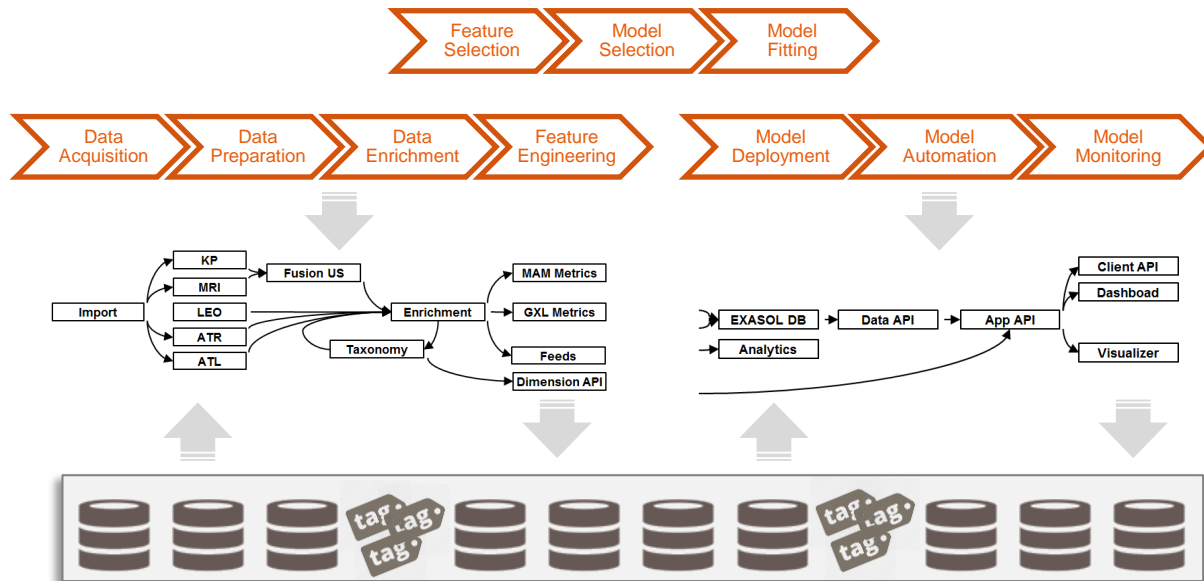 Feature
Selection
Model
Selection
Model
Fitting
Data
Acquisition
Data
Preparation
Data
Enrichment
Feature
Engineering
Model
Deployment
Model
Automation
Model
Monitoring
KP
MRI
LEO
ATR
ATL
Import
Fusion US
Taxonomy
Enrichment
MAM Metrics
GXL Metrics
Feeds
Dimension API
EXASOL DB
Analytics
Data API
App API
Client API
Dashboad
Visualizer
tag
tag
tag
tag
tag
tag